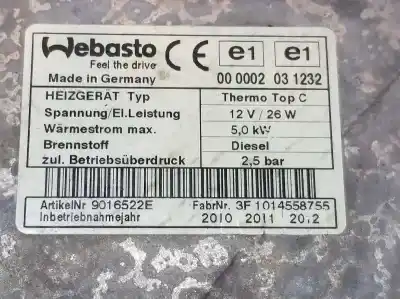 Webasto CE e1 e1
Feel the drive
Made in Germany 00 0002 03 1232
HEIZGERÄT Typ Thermo Top C
Spannung/El.Leistung 12 V / 26 W
Wärmestrom max. 5,0 kW
Brennstoff Diesel
zul. Betriebsüberdruck 2,5 bar
ArtikelNr 9016522E FabrNr. 3F 1014558755
Inbetriebnahmejahr 2010 2011 2012